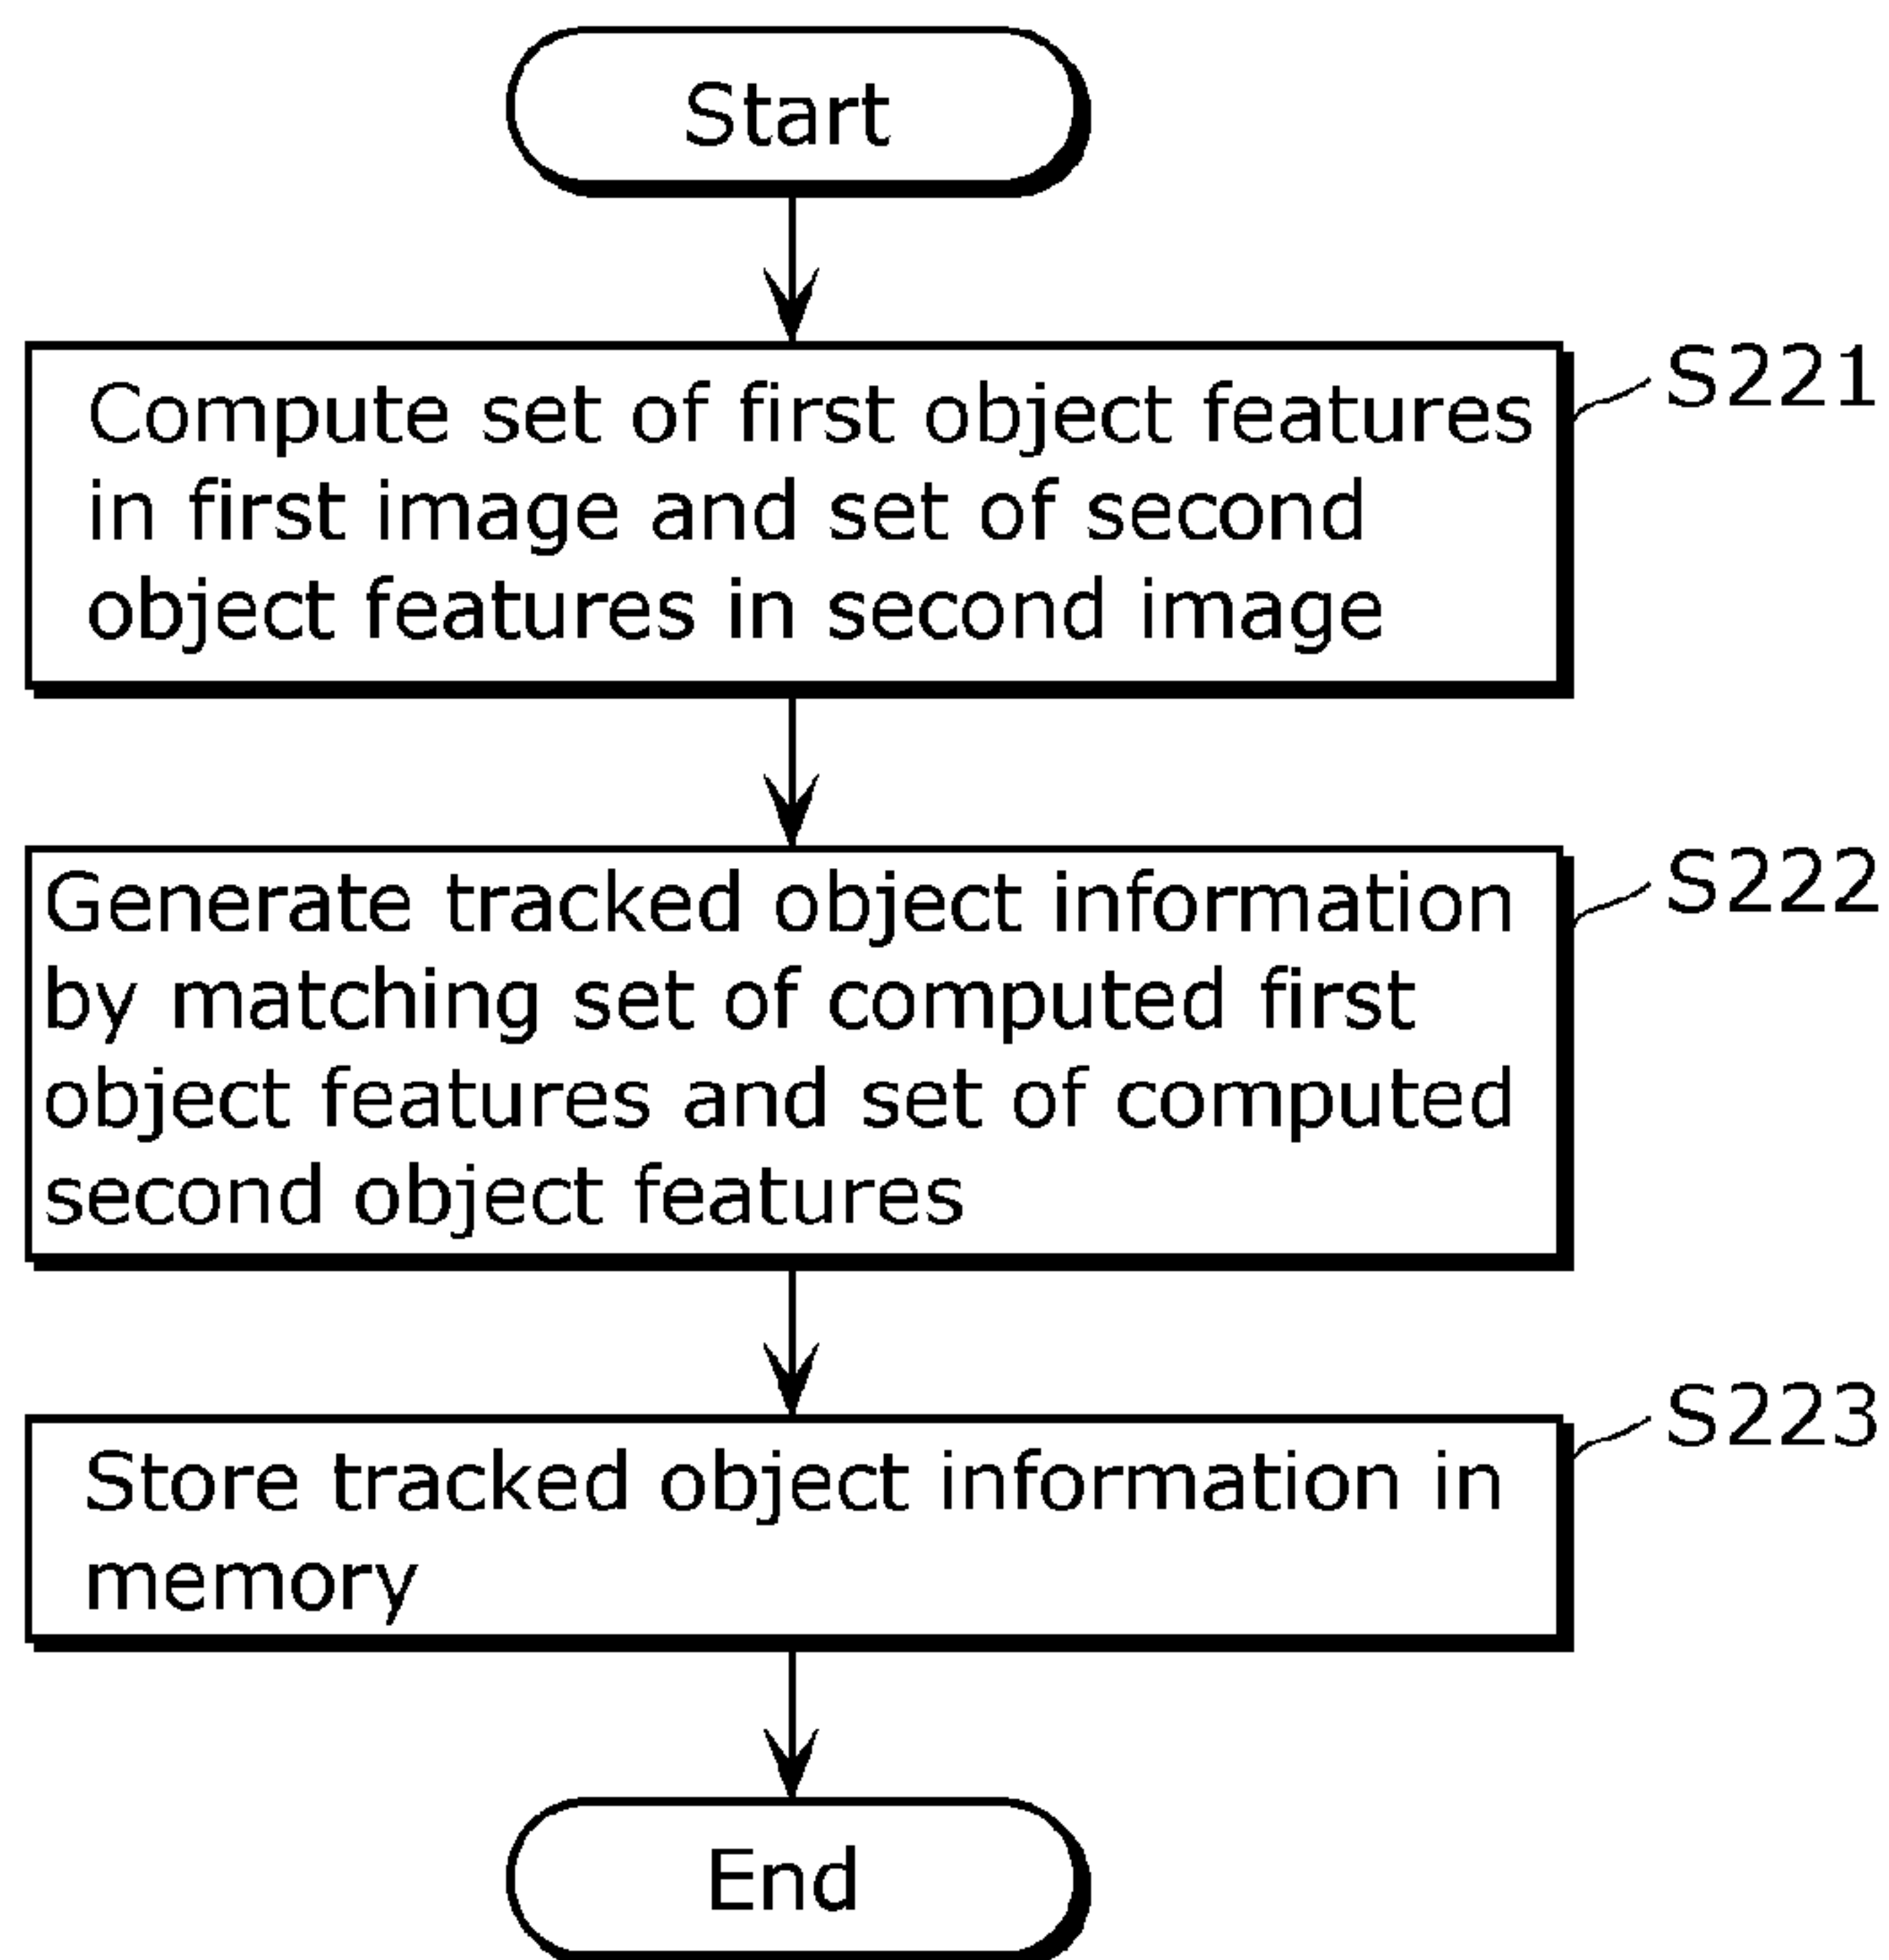 Start
Compute set of first object features
in first image and set of second
object features in second image
S221
Generate tracked object information
by matching set of computed first
object features and set of computed
second object features
S222
Store tracked object information in
memory
S223
End